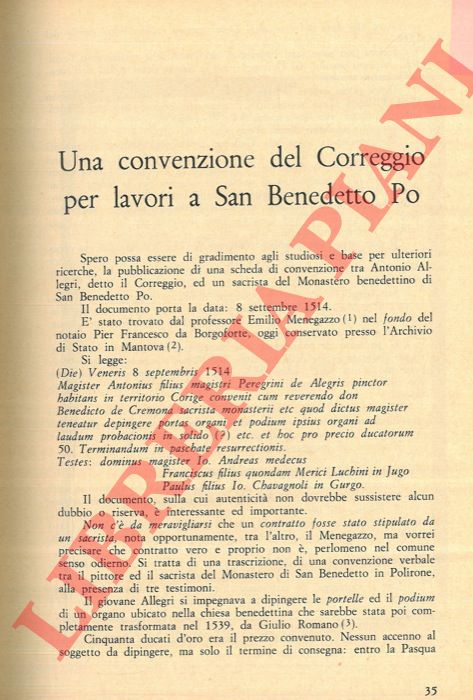 Una convenzione del Correggio
per lavori a San Benedetto Po
Spero possa essere di gradimento agli studiosi e base per ulteriori
ricerche, la pubblicazione di una scheda di convenzione tra Antonio Al-
legri, detto il Correggio, ed un sacrista del Monastero benedettino di
San Benedetto Po.
Il documento porta la data: 8 settembre 1514.
E' stato trovato dal professore Emilio Menegazzo (1) nel fondo del
notaio Pier Francesco da Borgoforte, oggi conservato presso l'Archivio
di Stato in Mantova (2).
Si legge:
(Die) Veneris 8 septembris 1514
Magister Antonius filius magistri Peregrini de Alegris pinctor
habitans in territorio Corige convenit cum reverendo don
Benedicto de Cremona sacrista monasterii etc quod dictus magister
teneatur depingere portas organi et podium ipsius organi ad
laudum probacionis in solido (?) etc. et hoc pro precio ducatorum
50. Terminandum in paschate resurrectionis.
Testes: dominus magister Io. Andreas medecus
Franciscus filius quondam Merici Luchini in Jugo
Paulus filius Io. Chavagnoli in Gurgo.
Il documento, sulla cui autenticità non dovrebbe sussistere alcun
dubbio o riserva, è interessante ed importante.
Non c'è da meravigliarsi che un contratto fosse stato stipulato da
un sacrista, nota opportunamente, tra l'altro, il Menegazzo, ma vorrei
precisare che contratto vero e proprio non è, perlomeno nel comune
senso odierno. Si tratta di una trascrizione, di una convenzione verbale
tra il pittore ed il sacrista del Monastero di San Benedetto in Polirone,
alla presenza di tre testimoni.
Il giovane Allegri si impegnava a dipingere le portelle ed il podium
di un organo ubicato nella chiesa benedettina che sarebbe stata poi com-
pletamente trasformata nel 1539, da Giulio Romano (3).
Cinquanta ducati d'oro era il prezzo convenuto. Nessun accenno al
soggetto da dipingere, ma solo il termine di consegna: entro la Pasqua
35
LIBRERIA PIANI